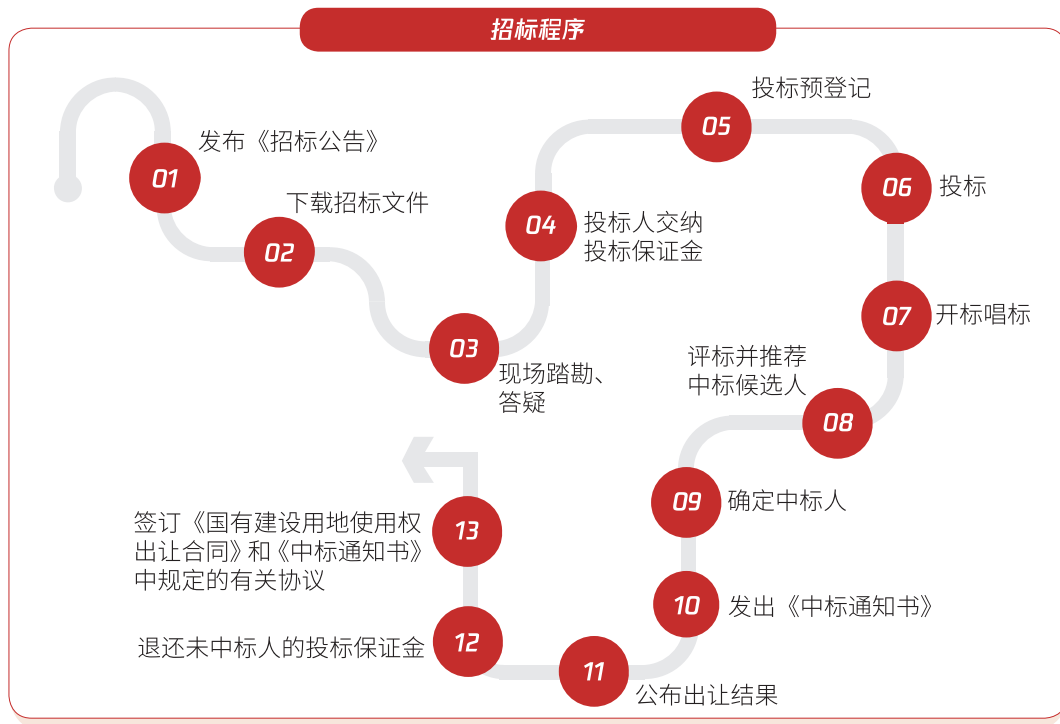 招标程序
01
发布《招标公告》
02
下载招标文件
03
现场踏勘、
答疑
04
投标人交纳
投标保证金
05
投标预登记
06
投标
07
开标唱标
08
评标并推荐
中标候选人
09
确定中标人
10
发出《中标通知书》
11
公布出让结果
12
退还未中标人的投标保证金
13
签订《国有建设用地使用权
出让合同》和《中标通知书》
中规定的有关协议